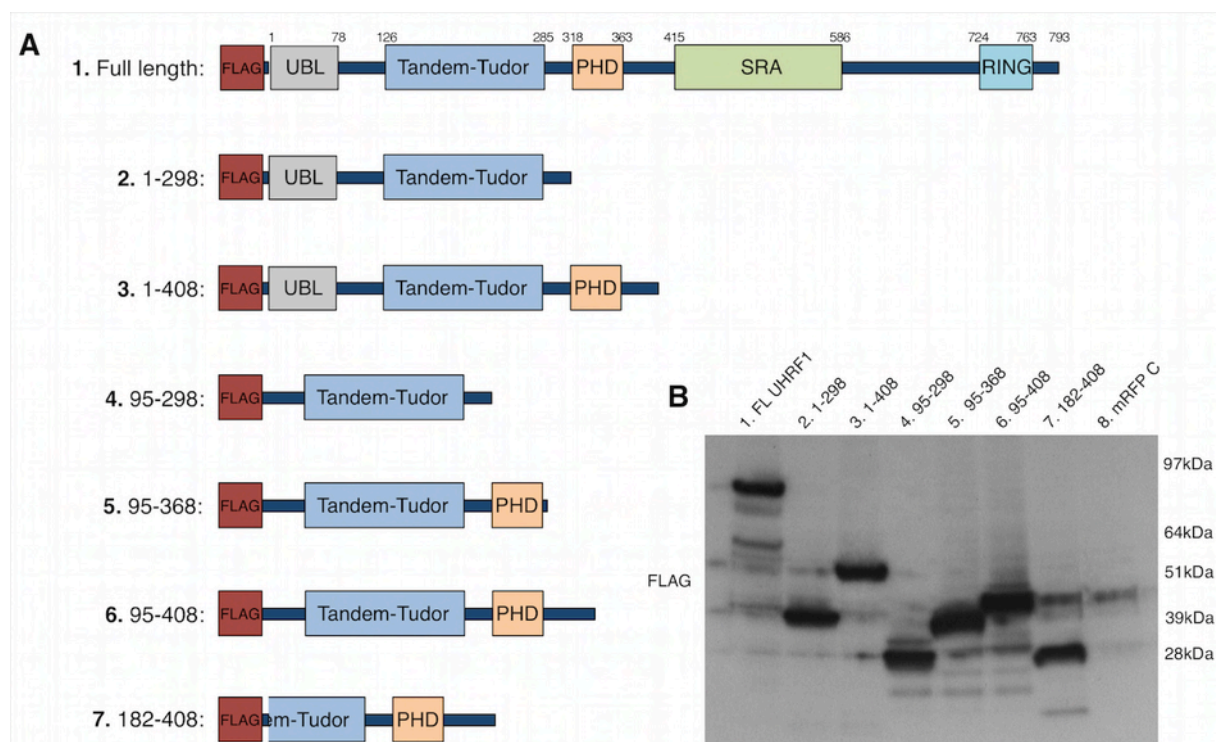 A
1 78 126 285 318 363 415 586 724 763 793
1. Full length: FLAG UBL Tandem-Tudor PHD SRA RING
2. 1-298: FLAG UBL Tandem-Tudor
3. 1-408: FLAG UBL Tandem-Tudor PHD
4. 95-298: FLAG Tandem-Tudor
5. 95-368: FLAG Tandem-Tudor PHD
6. 95-408: FLAG Tandem-Tudor PHD
7. 182-408: FLAG em-Tudor PHD
B
1. FL UHRF1
2. 1-298
3. 1-408
4. 95-298
5. 95-368
6. 95-408
7. 182-408
8. mRFP C
FLAG
97kDa
64kDa
51kDa
39kDa
28kDa